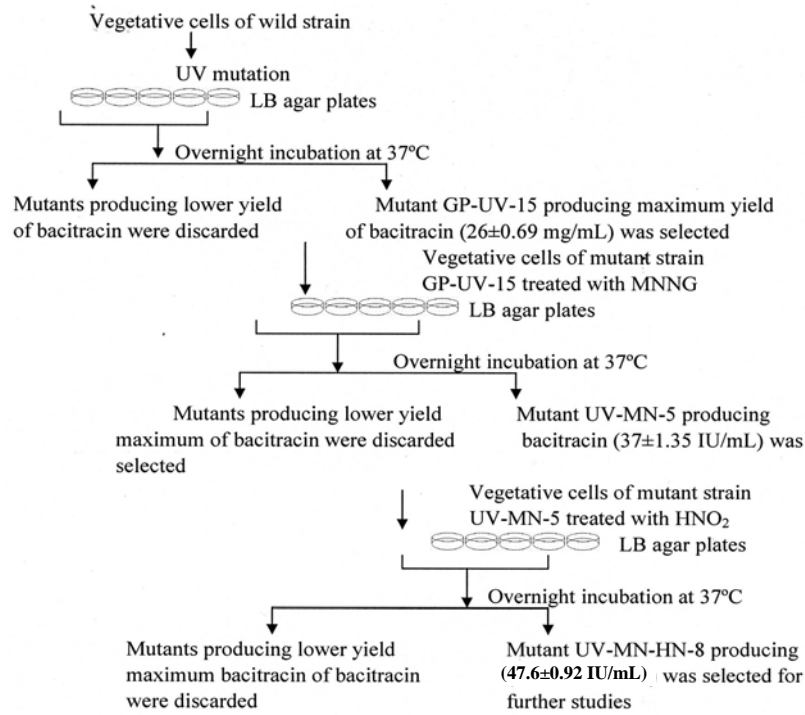 Vegetative cells of wild strain
UV mutation
LB agar plates
Overnight incubation at 37ºC
Mutants producing lower yield
of bacitracin were discarded
Mutant GP-UV-15 producing maximum yield
of bacitracin (26±0.69 mg/mL) was selected
Vegetative cells of mutant strain
GP-UV-15 treated with MNNG
LB agar plates
Overnight incubation at 37ºC
Mutants producing lower yield
maximum of bacitracin were discarded
selected
Mutant UV-MN-5 producing
bacitracin (37±1.35 IU/mL) was
Vegetative cells of mutant strain
UV-MN-5 treated with HNO₂
LB agar plates
Overnight incubation at 37ºC
Mutants producing lower yield
maximum bacitracin of bacitracin
were discarded
Mutant UV-MN-HN-8 producing
(47.6±0.92 IU/mL) was selected for
further studies